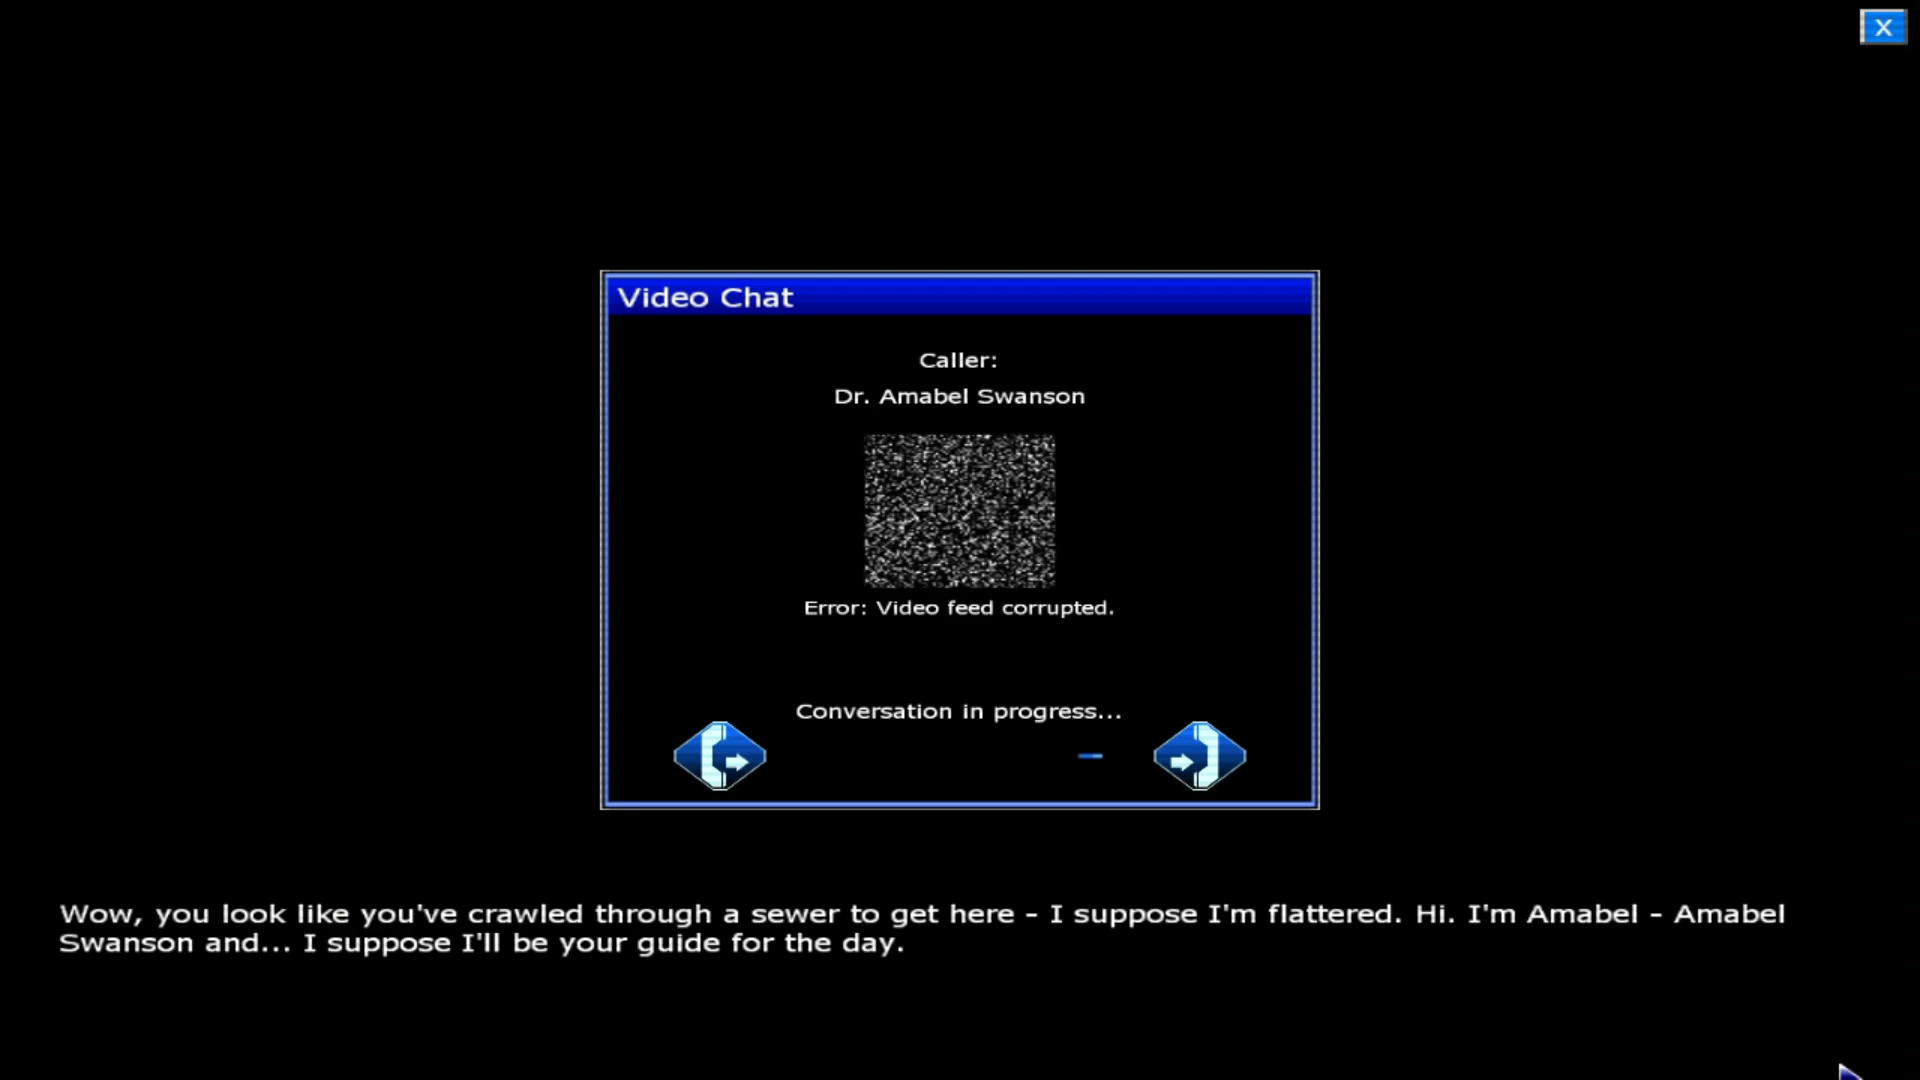 X
Video Chat
Caller:
Dr. Amabel Swanson
Error: Video feed corrupted.
Conversation in progress...
Wow, you look like you've crawled through a sewer to get here - I suppose I'm flattered. Hi. I'm Amabel - Amabel
Swanson and... I suppose I'll be your guide for the day.